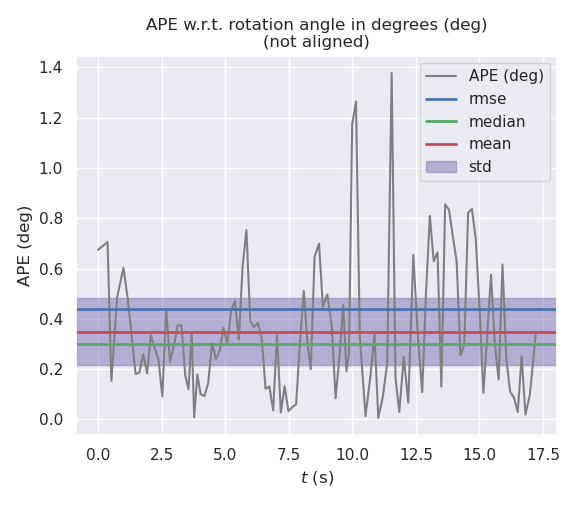 APE w.r.t. rotation angle in degrees (deg)
(not aligned)
APE (deg)
rmse
median
mean
std
1.4
1.2
1.0
0.8
0.6
0.4
0.2
0.0
APE (deg)
0.0 2.5 5.0 7.5 10.0 12.5 15.0 17.5
t (s)